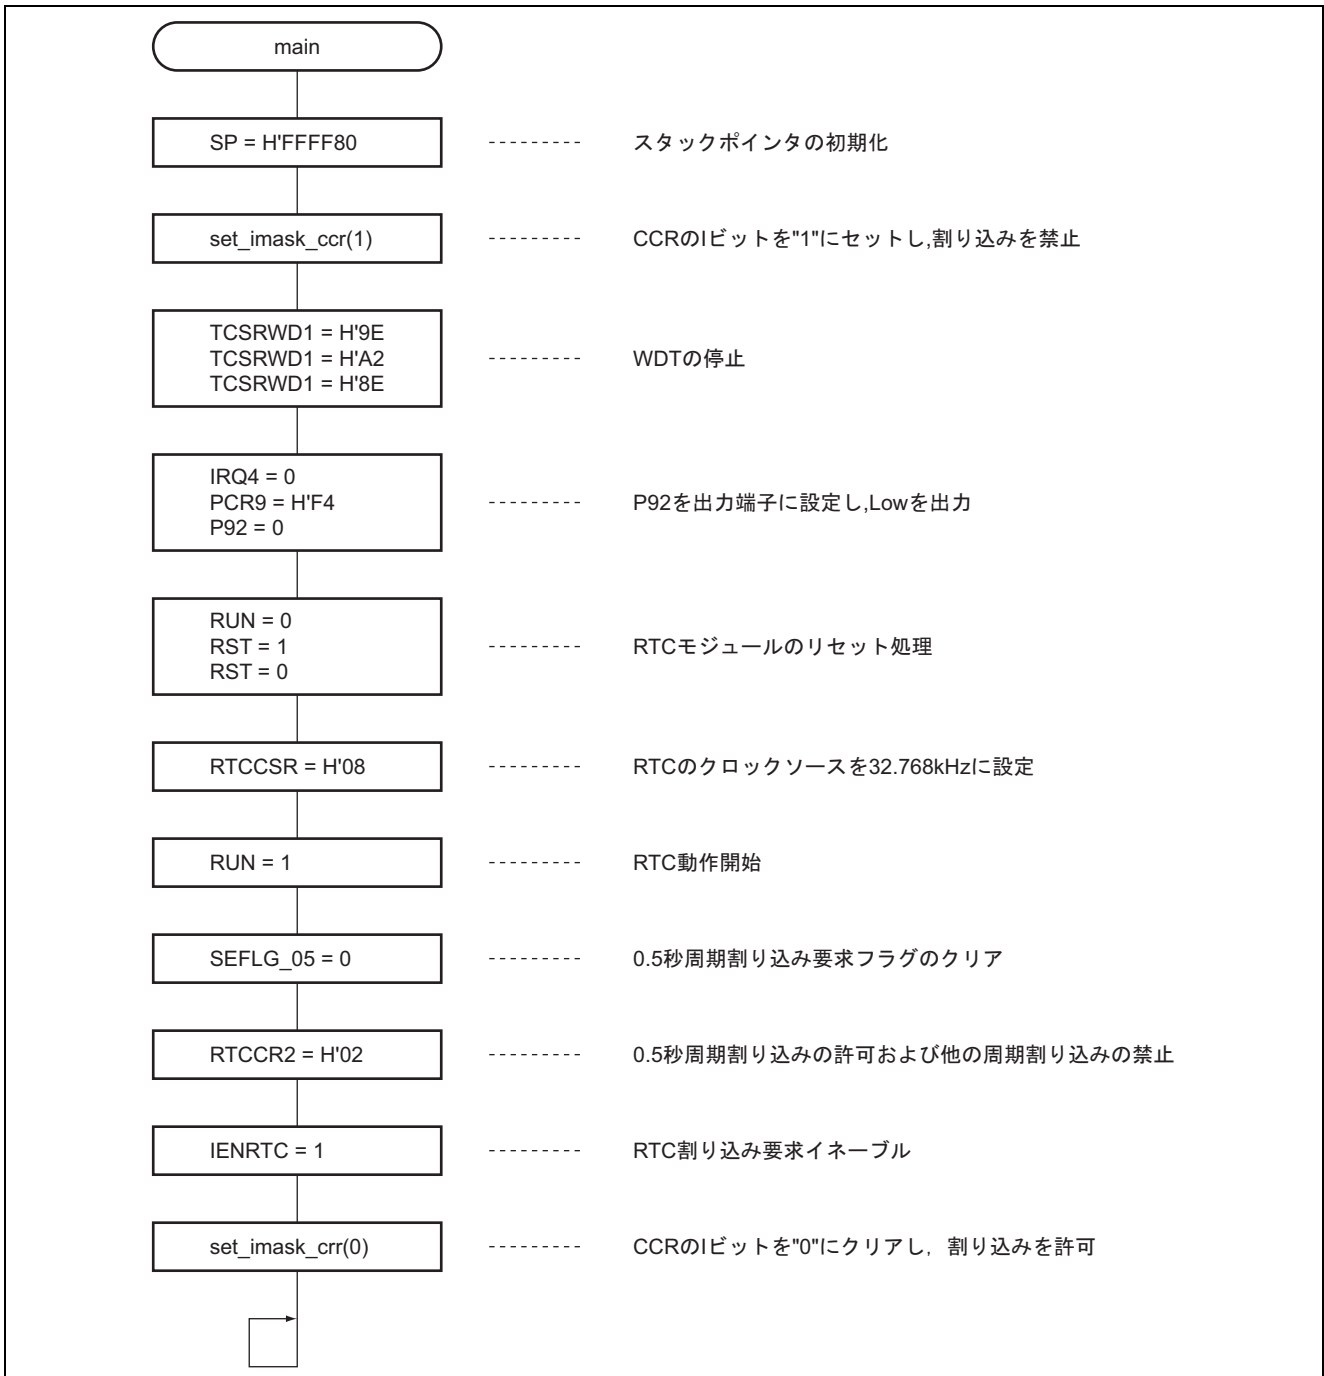 main
SP = H'FFFF80
スタックポインタの初期化
set_imask_ccr(1)
CCRのIビットを"1"にセットし,割り込みを禁止
TCSRWD1 = H'9E
TCSRWD1 = H'A2
TCSRWD1 = H'8E
WDTの停止
IRQ4 = 0
PCR9 = H'F4
P92 = 0
P92を出力端子に設定し,Lowを出力
RUN = 0
RST = 1
RST = 0
RTCモジュールのリセット処理
RTCCSR = H'08
RTCのクロックソースを32.768kHzに設定
RUN = 1
RTC動作開始
SEFLG_05 = 0
0.5秒周期割り込み要求フラグのクリア
RTCCR2 = H'02
0.5秒周期割り込みの許可および他の周期割り込みの禁止
IENRTC = 1
RTC割り込み要求イネーブル
set_imask_crr(0)
CCRのIビットを"0"にクリアし，割り込みを許可